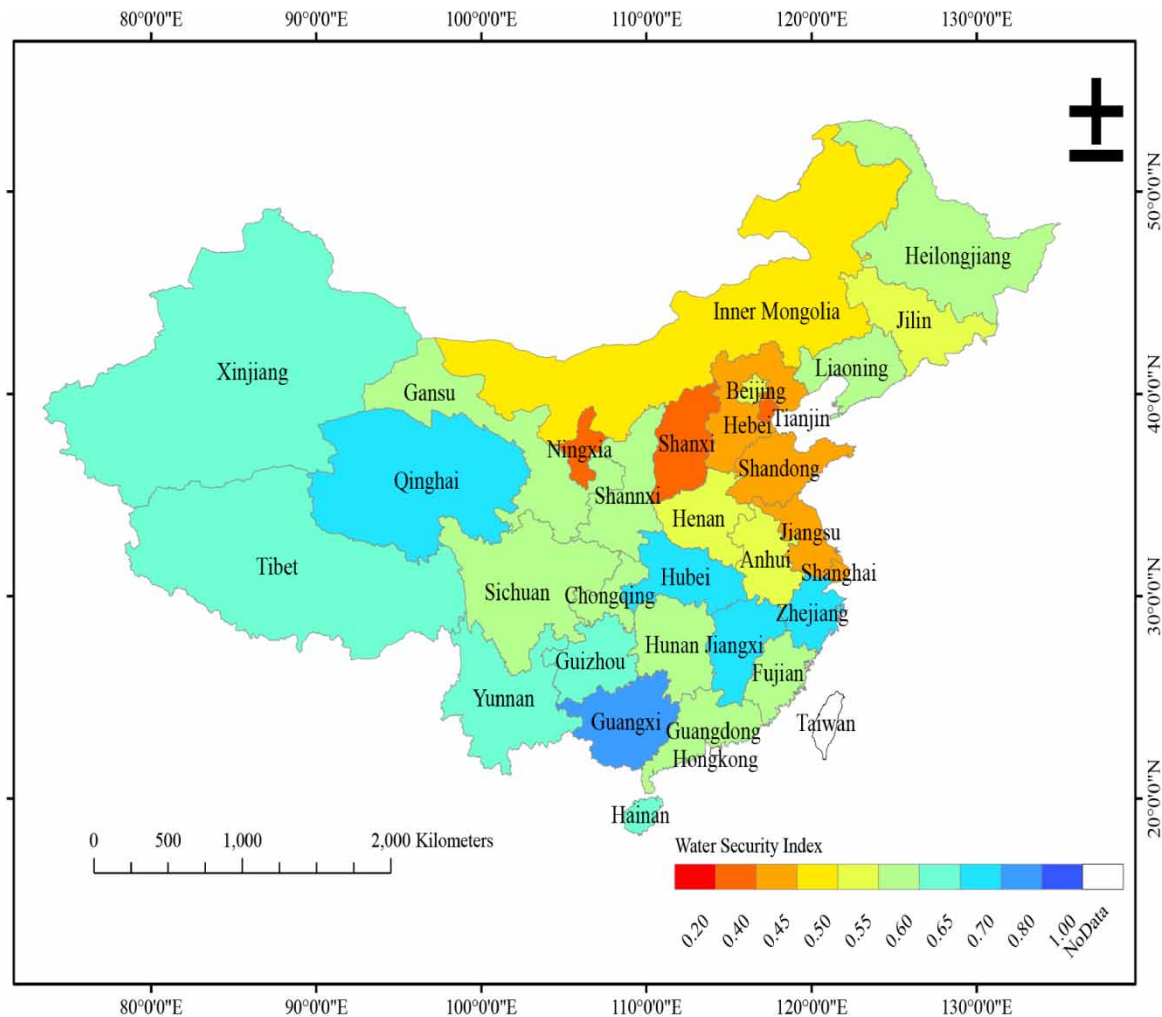 80°0'0"E 90°0'0"E 100°0'0"E 110°0'0"E 120°0'0"E 130°0'0"E
50°0'0"N
40°0'0"N
30°0'0"N
20°0'0"N
Heilongjiang
Inner Mongolia
Jilin
Xinjiang
Gansu
Liaoning
Beijing
Tianjin
Hebei
Ningxia
Shanxi
Shandong
Qinghai
Shannxi
Henan
Jiangsu
Anhui
Tibet
Shanghai
Hubei
Sichuan
Chongqing
Zhejiang
Hunan
Jiangxi
Guizhou
Fujian
Yunnan
Guangxi
Guangdong
Taiwan
Hongkong
Hainan
0 500 1,000 2,000 Kilometers
Water Security Index
0.20 0.40 0.45 0.50 0.55 0.60 0.65 0.70 0.80 1.00 NoData
80°0'0"E 90°0'0"E 100°0'0"E 110°0'0"E 120°0'0"E 130°0'0"E